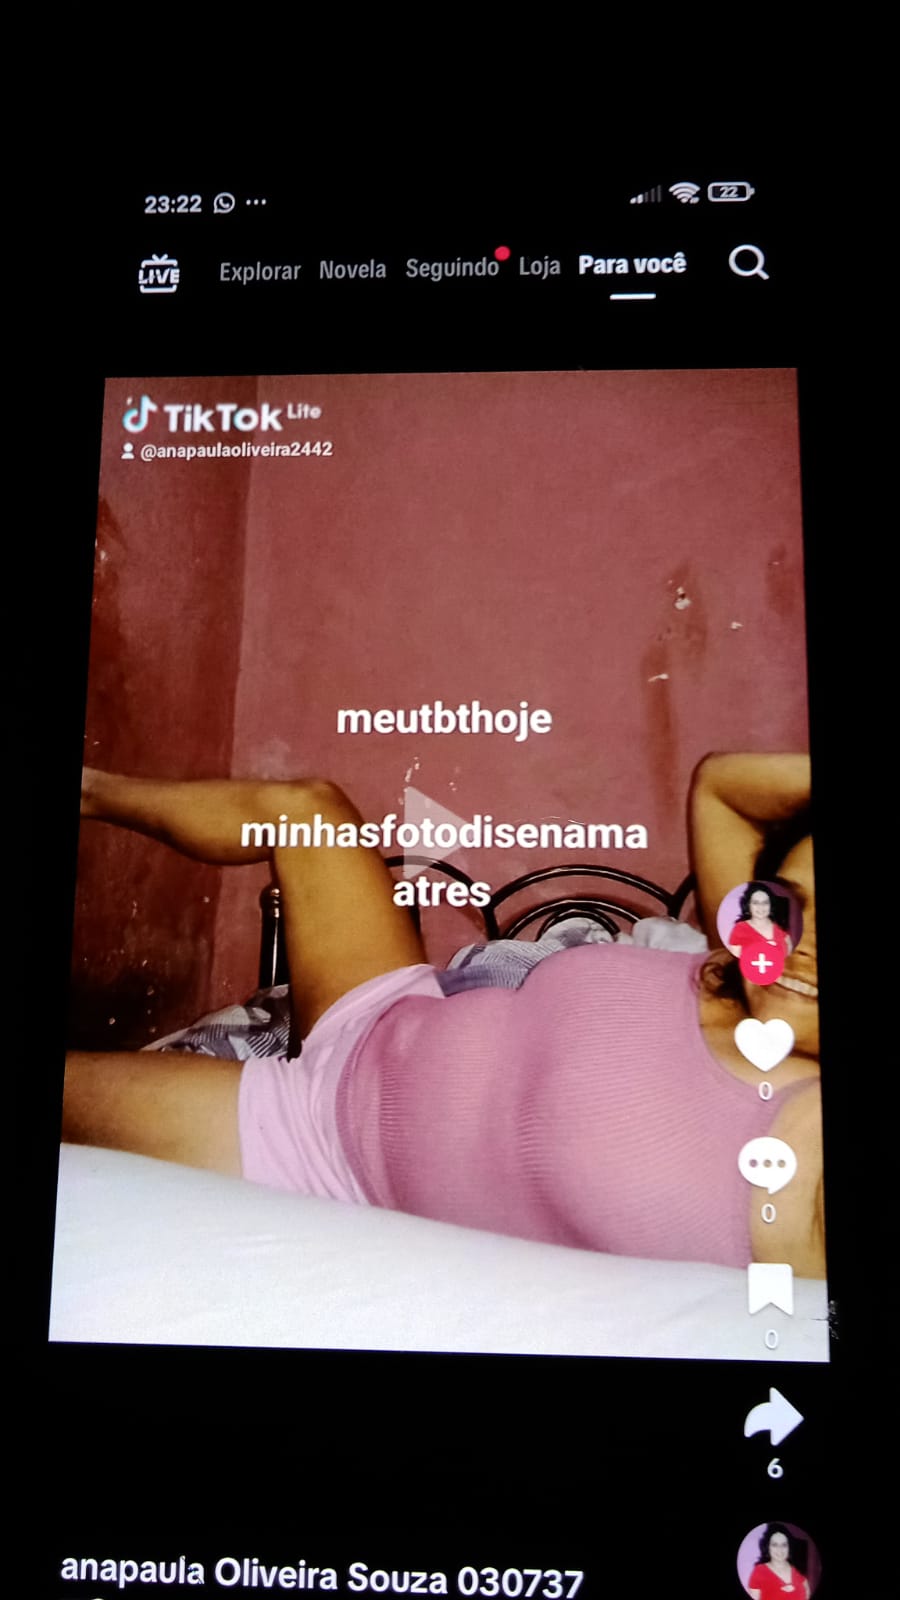 23:22
22
LIVE Explorar Novela Seguindo Loja Para você
TikTok Lite
@anapaulaoliveira2442
meutbthoje
minhasfotodisenama
atres
0
0
0
6
anapaula Oliveira Souza 030737